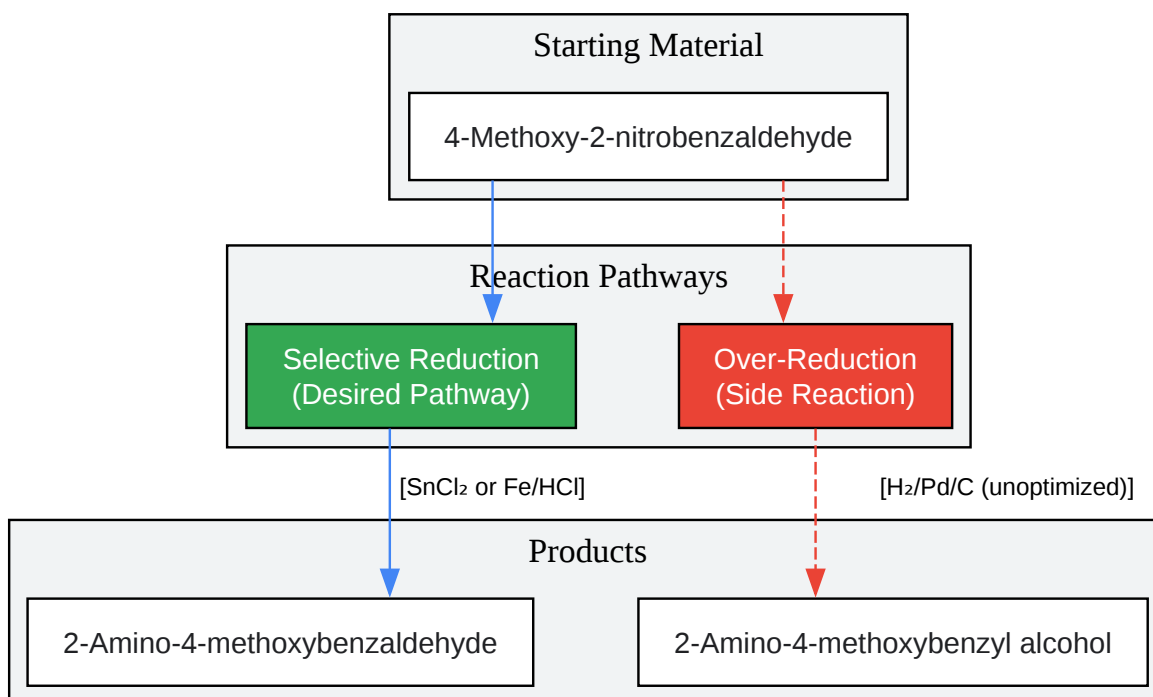 Starting Material
4-Methoxy-2-nitrobenzaldehyde
Reaction Pathways
Selective Reduction
(Desired Pathway)
Over-Reduction
(Side Reaction)
[SnCl₂ or Fe/HCl]
[H₂/Pd/C (unoptimized)]
Products
2-Amino-4-methoxybenzaldehyde
2-Amino-4-methoxybenzyl alcohol